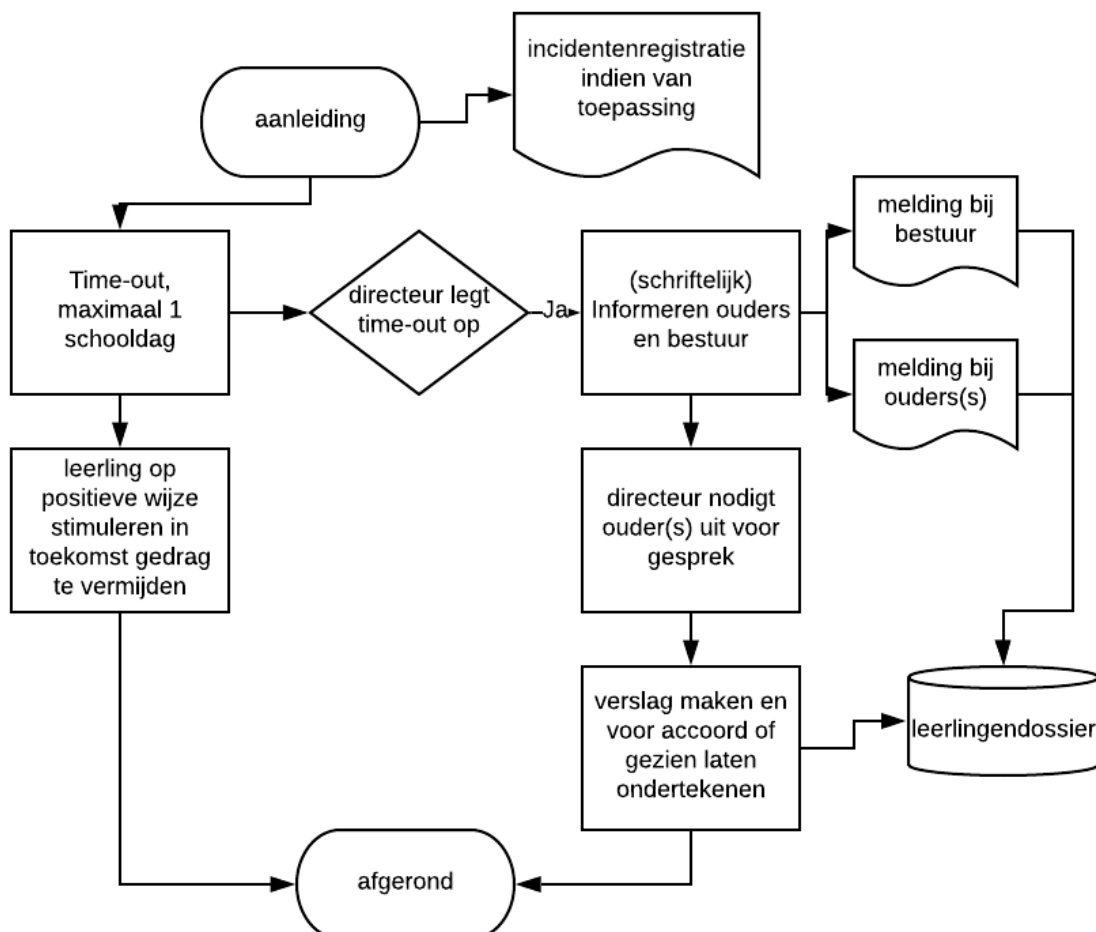 incidentenregistratie
indien van
toepassing
aanleiding
melding bij
bestuur
Time-out,
maximaal 1
schooldag
directeur legt
time-out op
Ja
(schriftelijk)
Informeren ouders
en bestuur
melding bij
ouders(s)
leerling op
positieve wijze
stimuleren in
toekomst gedrag
te vermijden
directeur nodigt
ouder(s) uit voor
gesprek
verslag maken en
voor accoord of
gezien laten
ondertekenen
leerlingendossier
afgerond